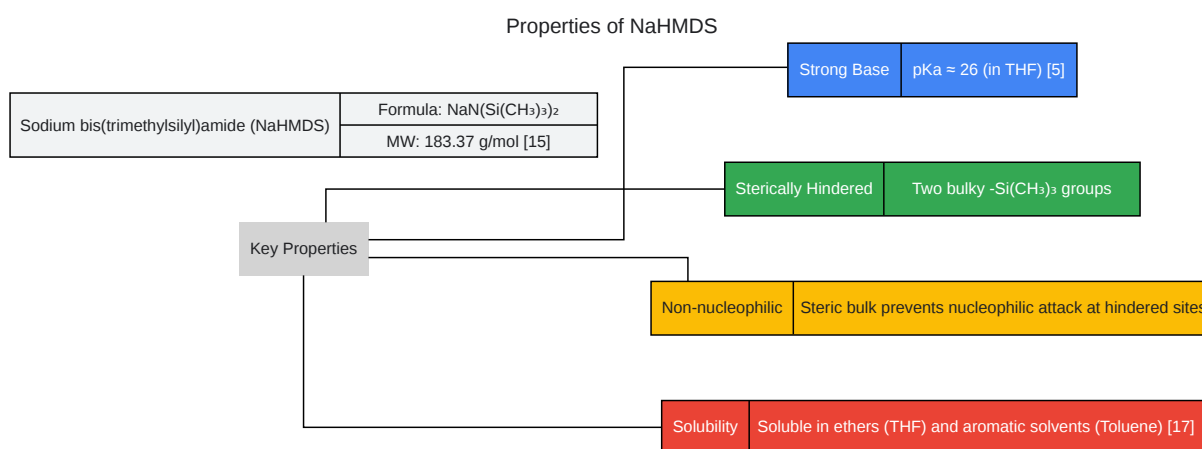 Properties of NaHMDS
Strong Base
pKa ≈ 26 (in THF) [5]
Sodium bis(trimethylsilyl)amide (NaHMDS)
Formula: NaN(Si(CH₃)₃)₂
MW: 183.37 g/mol [15]
Sterically Hindered
Two bulky -Si(CH₃)₃ groups
Key Properties
Non-nucleophilic
Steric bulk prevents nucleophilic attack at hindered sites
Solubility
Soluble in ethers (THF) and aromatic solvents (Toluene) [17]